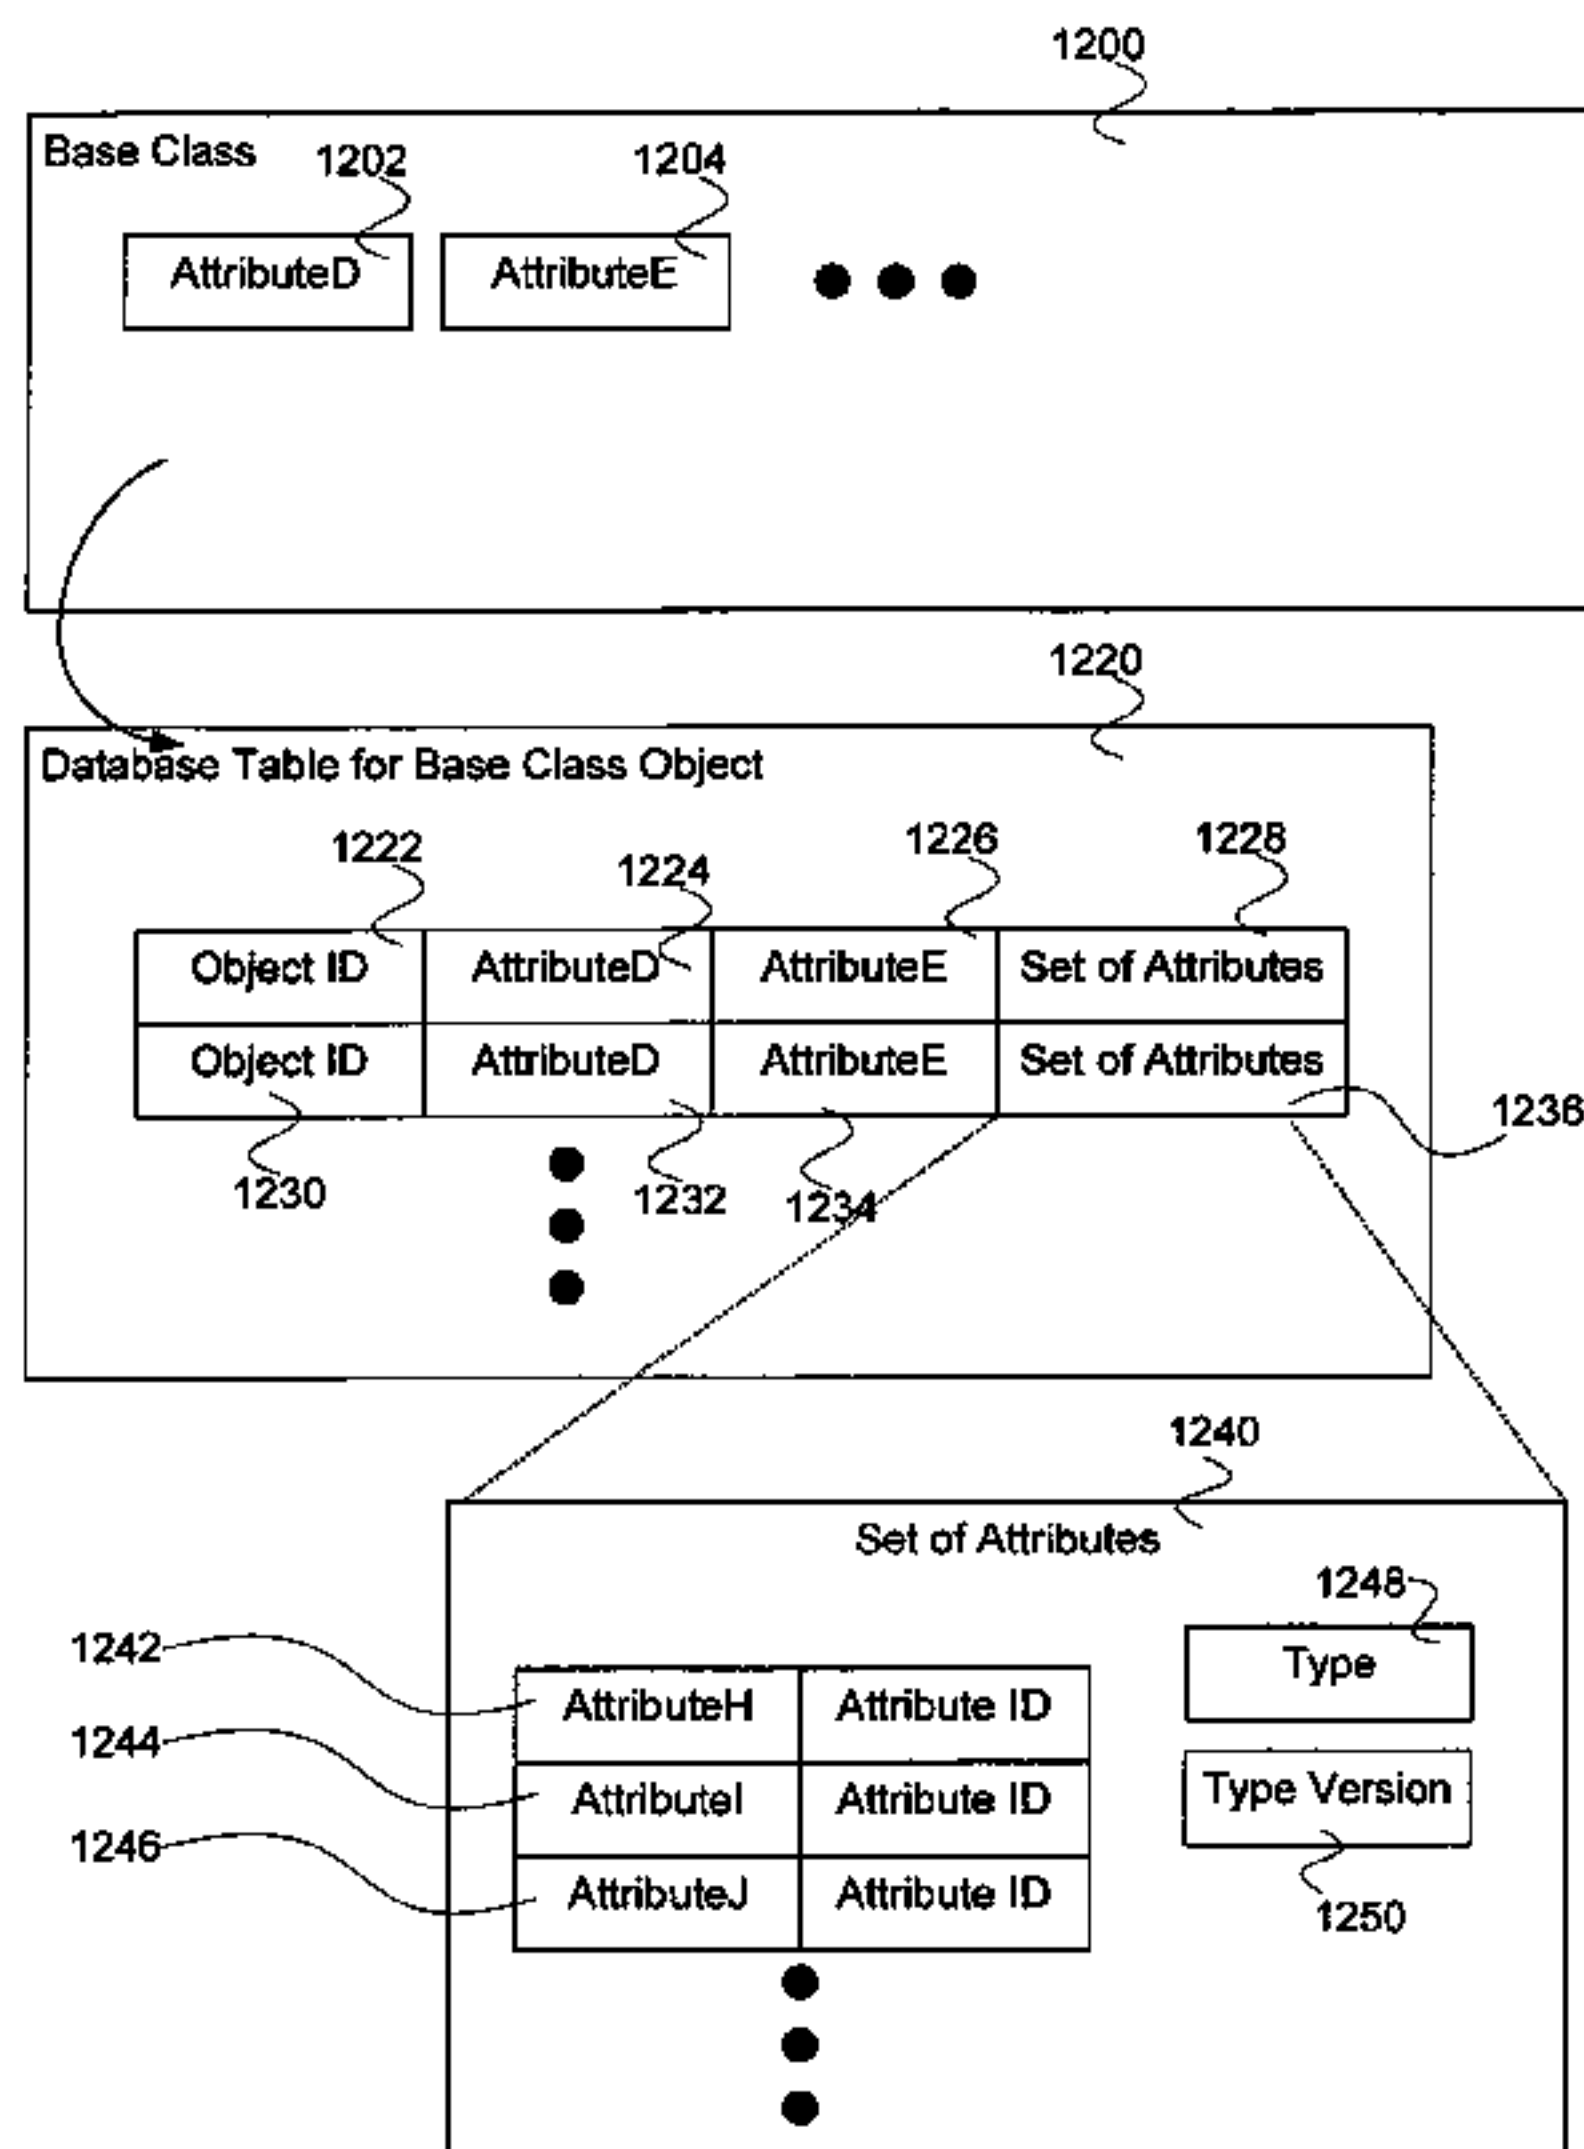 1200
Base Class
1202
1204
AttributeD
AttributeE
1220
Database Table for Base Class Object
1222
1224
1226
1228
Object ID
AttributeD
AttributeE
Set of Attributes
Object ID
AttributeD
AttributeE
Set of Attributes
1236
1230
1232
1234
1240
Set of Attributes
1248
Type
1242
AttributeH
Attribute ID
1244
AttributeI
Attribute ID
Type Version
1246
AttributeJ
Attribute ID
1250